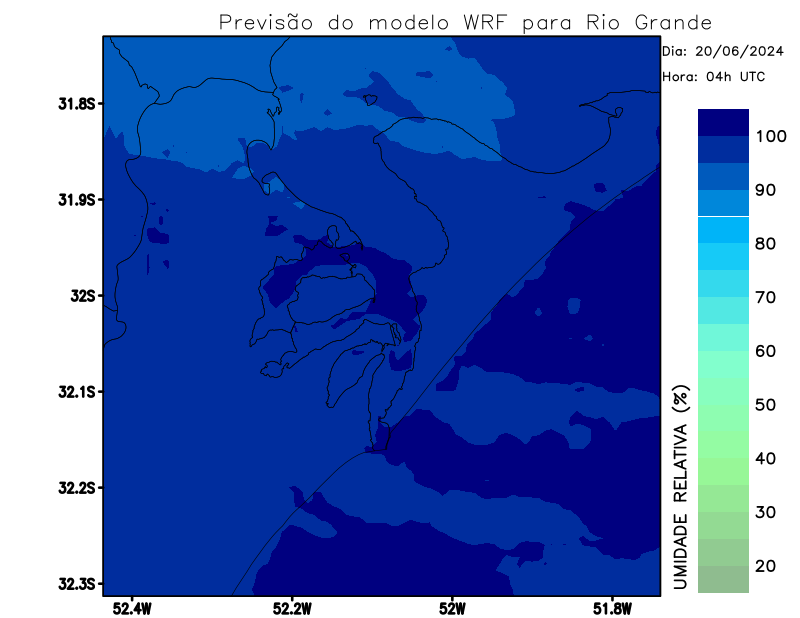 Previsão do modelo WRF para Rio Grande
Dia: 20/06/2024
Hora: 04h UTC
31.8S
31.9S
32S
32.1S
32.2S
32.3S
52.4W
52.2W
52W
51.8W
100
90
80
70
60
50
40
30
20
UMIDADE RELATIVA (%)